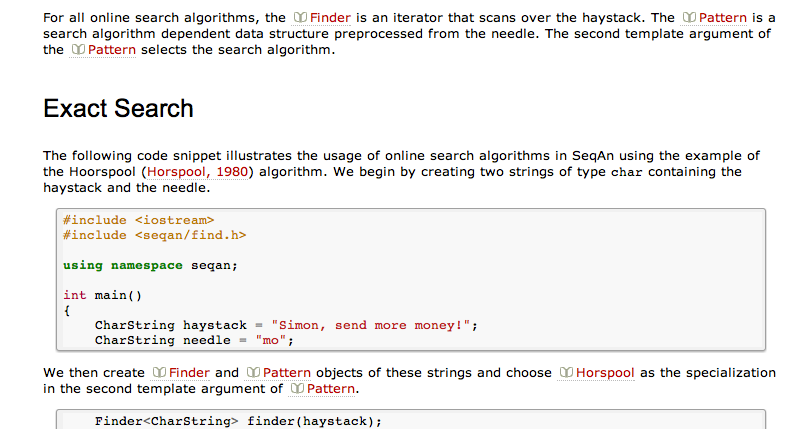 For all online search algorithms, the Finder is an iterator that scans over the haystack. The Pattern is a
search algorithm dependent data structure preprocessed from the needle. The second template argument of
the Pattern selects the search algorithm.
Exact Search
The following code snippet illustrates the usage of online search algorithms in SeqAn using the example of
the Hoorspool (Horspool, 1980) algorithm. We begin by creating two strings of type char containing the
haystack and the needle.
#include <iostream>
#include <seqan/find.h>
using namespace seqan;
int main()
{
    CharString haystack = "Simon, send more money!";
    CharString needle = "mo";
We then create Finder and Pattern objects of these strings and choose Horspool as the specialization
in the second template argument of Pattern.
    Finder<CharString> finder(haystack);